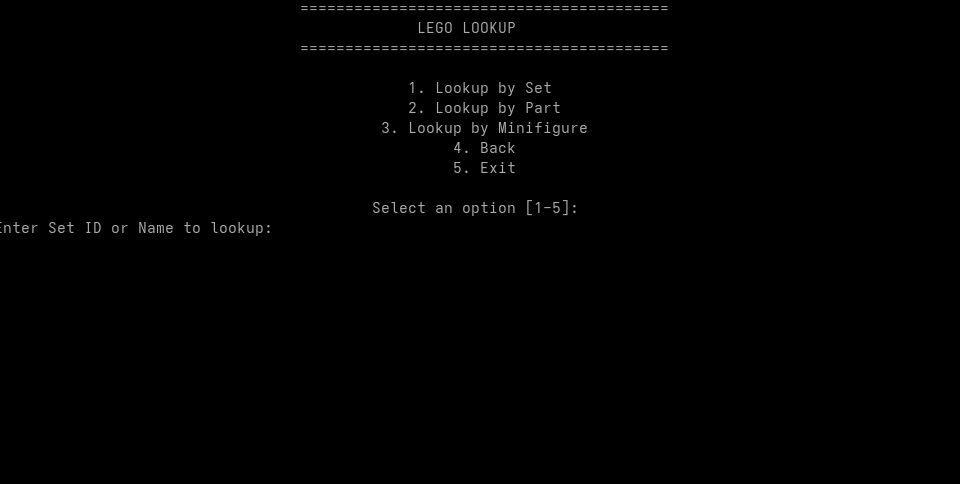 =========================================
LEGO LOOKUP
=========================================
1. Lookup by Set
2. Lookup by Part
3. Lookup by Minifigure
4. Back
5. Exit
Select an option [1-5]:
Enter Set ID or Name to lookup: